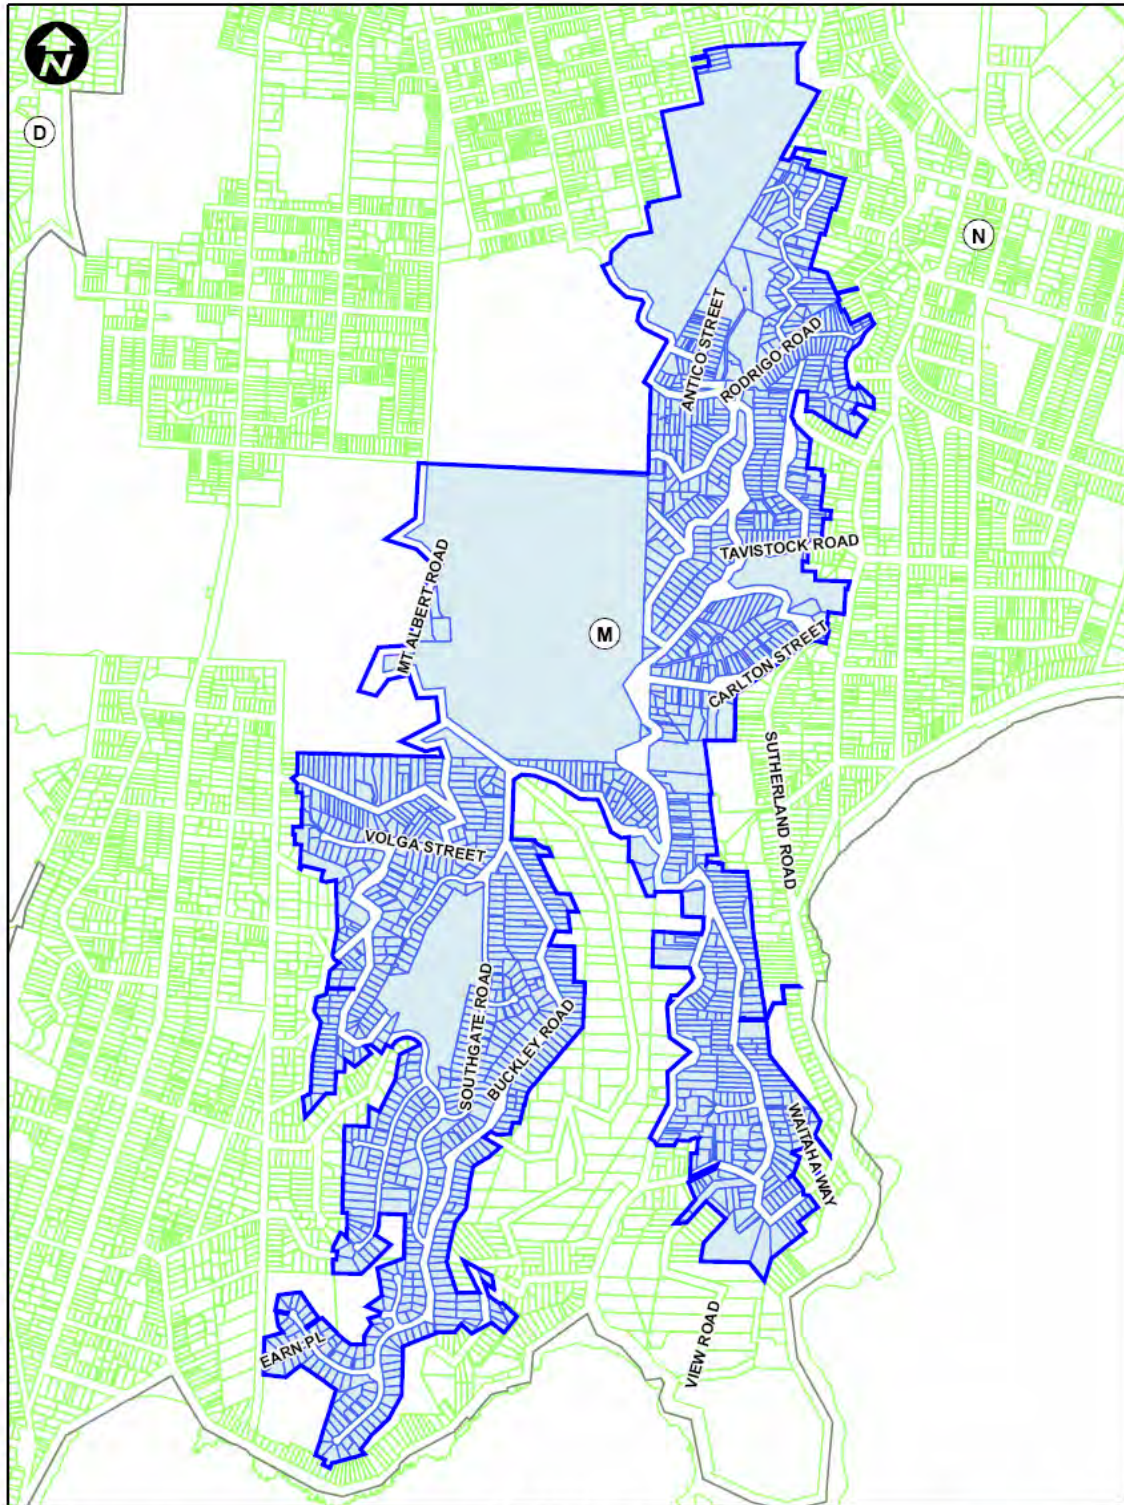 N
D
N
ANTICO STREET
RODRIGO ROAD
TAVISTOCK ROAD
MT ALBERT ROAD
M
CARLTON STREET
SUTHERLAND ROAD
VOLGA STREET
SOUTHGATE ROAD
BUCKLEY ROAD
WAITAHA WAY
VIEW ROAD
EARN PL